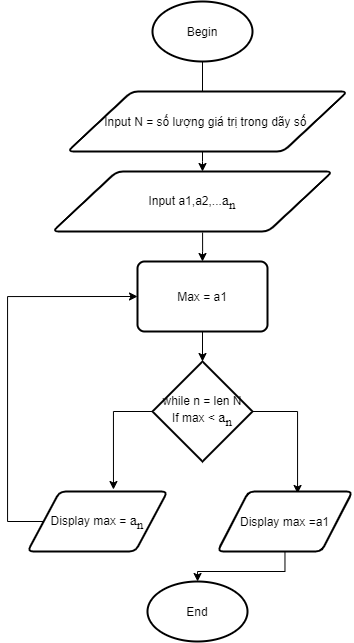 Begin
Input N = số lượng giá trị trong dãy số
Input a1,a2,...an
Max = a1
while n = len N
If max < an
Display max = an
Display max =a1
End